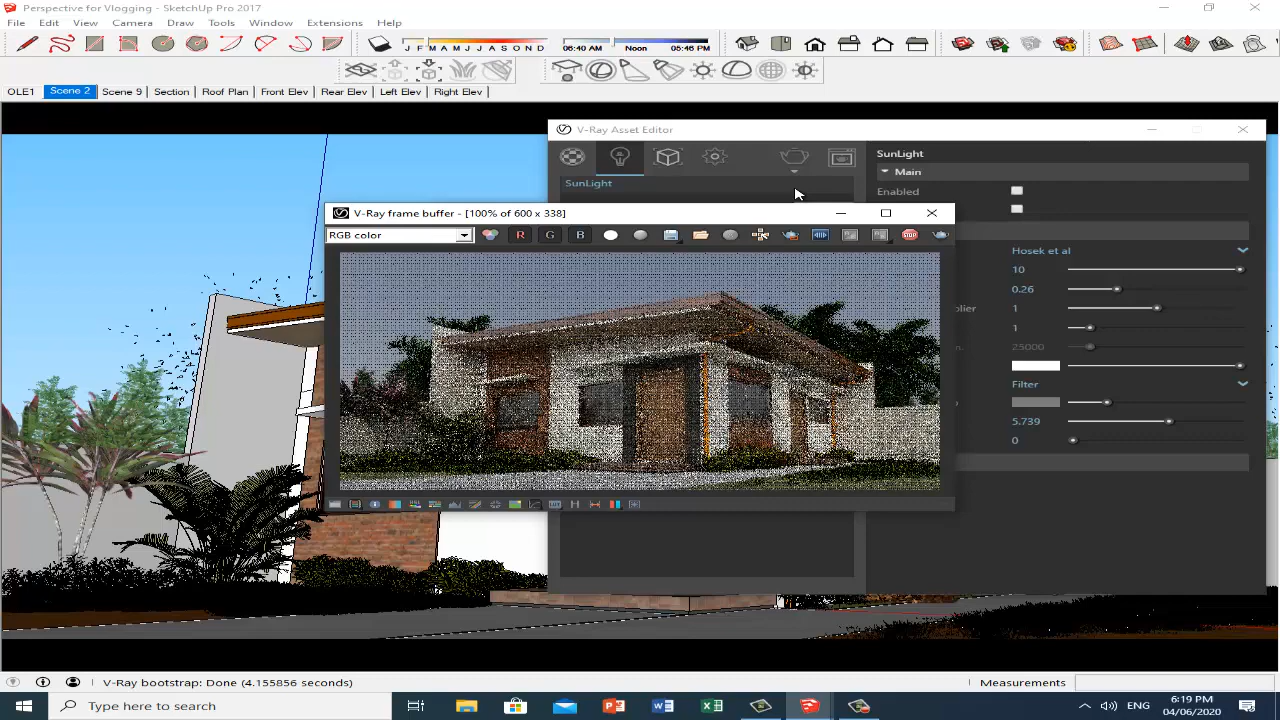 Perspective for Vlogging - SketchUp Pro 2017
File Edit View Camera Draw Tools Window Extensions Help
J F M A M J J A S O N D 06:40 AM Noon 05:46 PM
OLE1 Scene 2 Scene 9 Section Roof Plan Front Elev Rear Elev Left Elev Right Elev
V-Ray Asset Editor
SunLight
SunLight
Main
Enabled
V-Ray frame buffer - [100% of 600 x 338]
RGB color
R G B
STOP
Hosek et al
10
0.26
plier 1
1
25000
Filter
5.739
0
V-Ray bootstrap: Done (4.155856 seconds)
Measurements
Type here to search
ENG
6:19 PM
04/06/2020